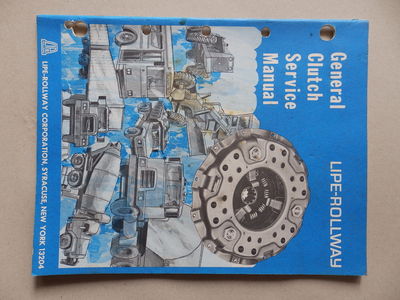 General
Clutch
Service
Manual
LIPE-ROLLWAY
LIPE-ROLLWAY CORPORATION, SYRACUSE, NEW YORK 13204